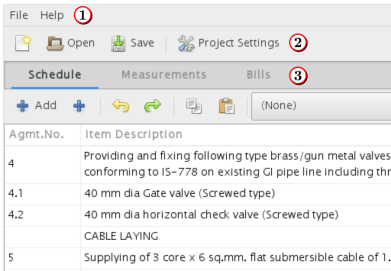 File Help 1
Open Save Project Settings 2
Schedule Measurements Bills 3
Add (None)
Agmt.No. Item Description
4 Providing and fixing following type brass/gun metal valves
conforming to IS-778 on existing GI pipe line including thr
4.1 40 mm dia Gate valve (Screwed type)
4.2 40 mm dia horizontal check valve (Screwed type)
CABLE LAYING
5 Supplying of 3 core x 6 sq.mm. flat submersible cable of 1.